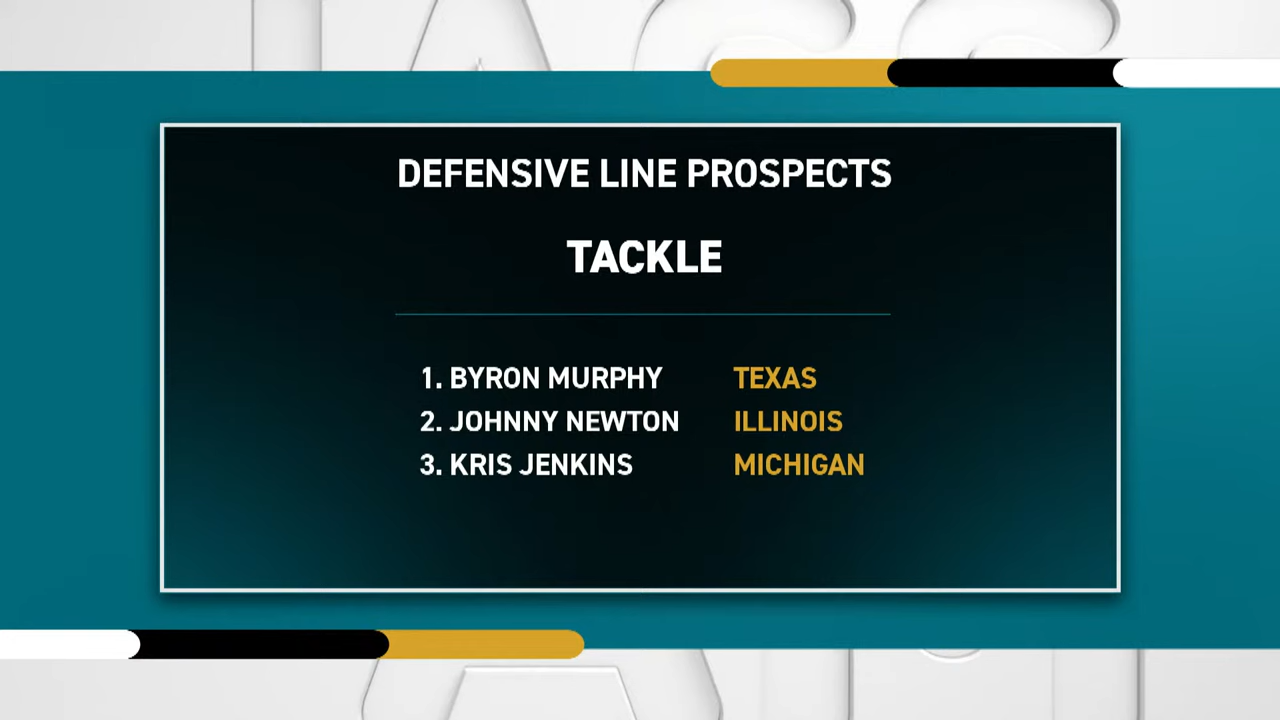 DEFENSIVE LINE PROSPECTS
TACKLE
1. BYRON MURPHY TEXAS
2. JOHNNY NEWTON ILLINOIS
3. KRIS JENKINS MICHIGAN